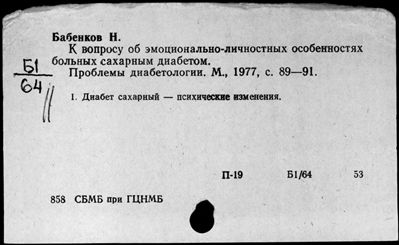 Бабенков Н.
К вопросу об эмоционально-личностных особенностях
больных сахарным диабетом.
Проблемы диабетологии. М., 1977, с. 89—91.
Б1
64
1. Диабет сахарный — психические изменения.
П-19 Б1/64 53
858 СБМБ при ГЦНМБ